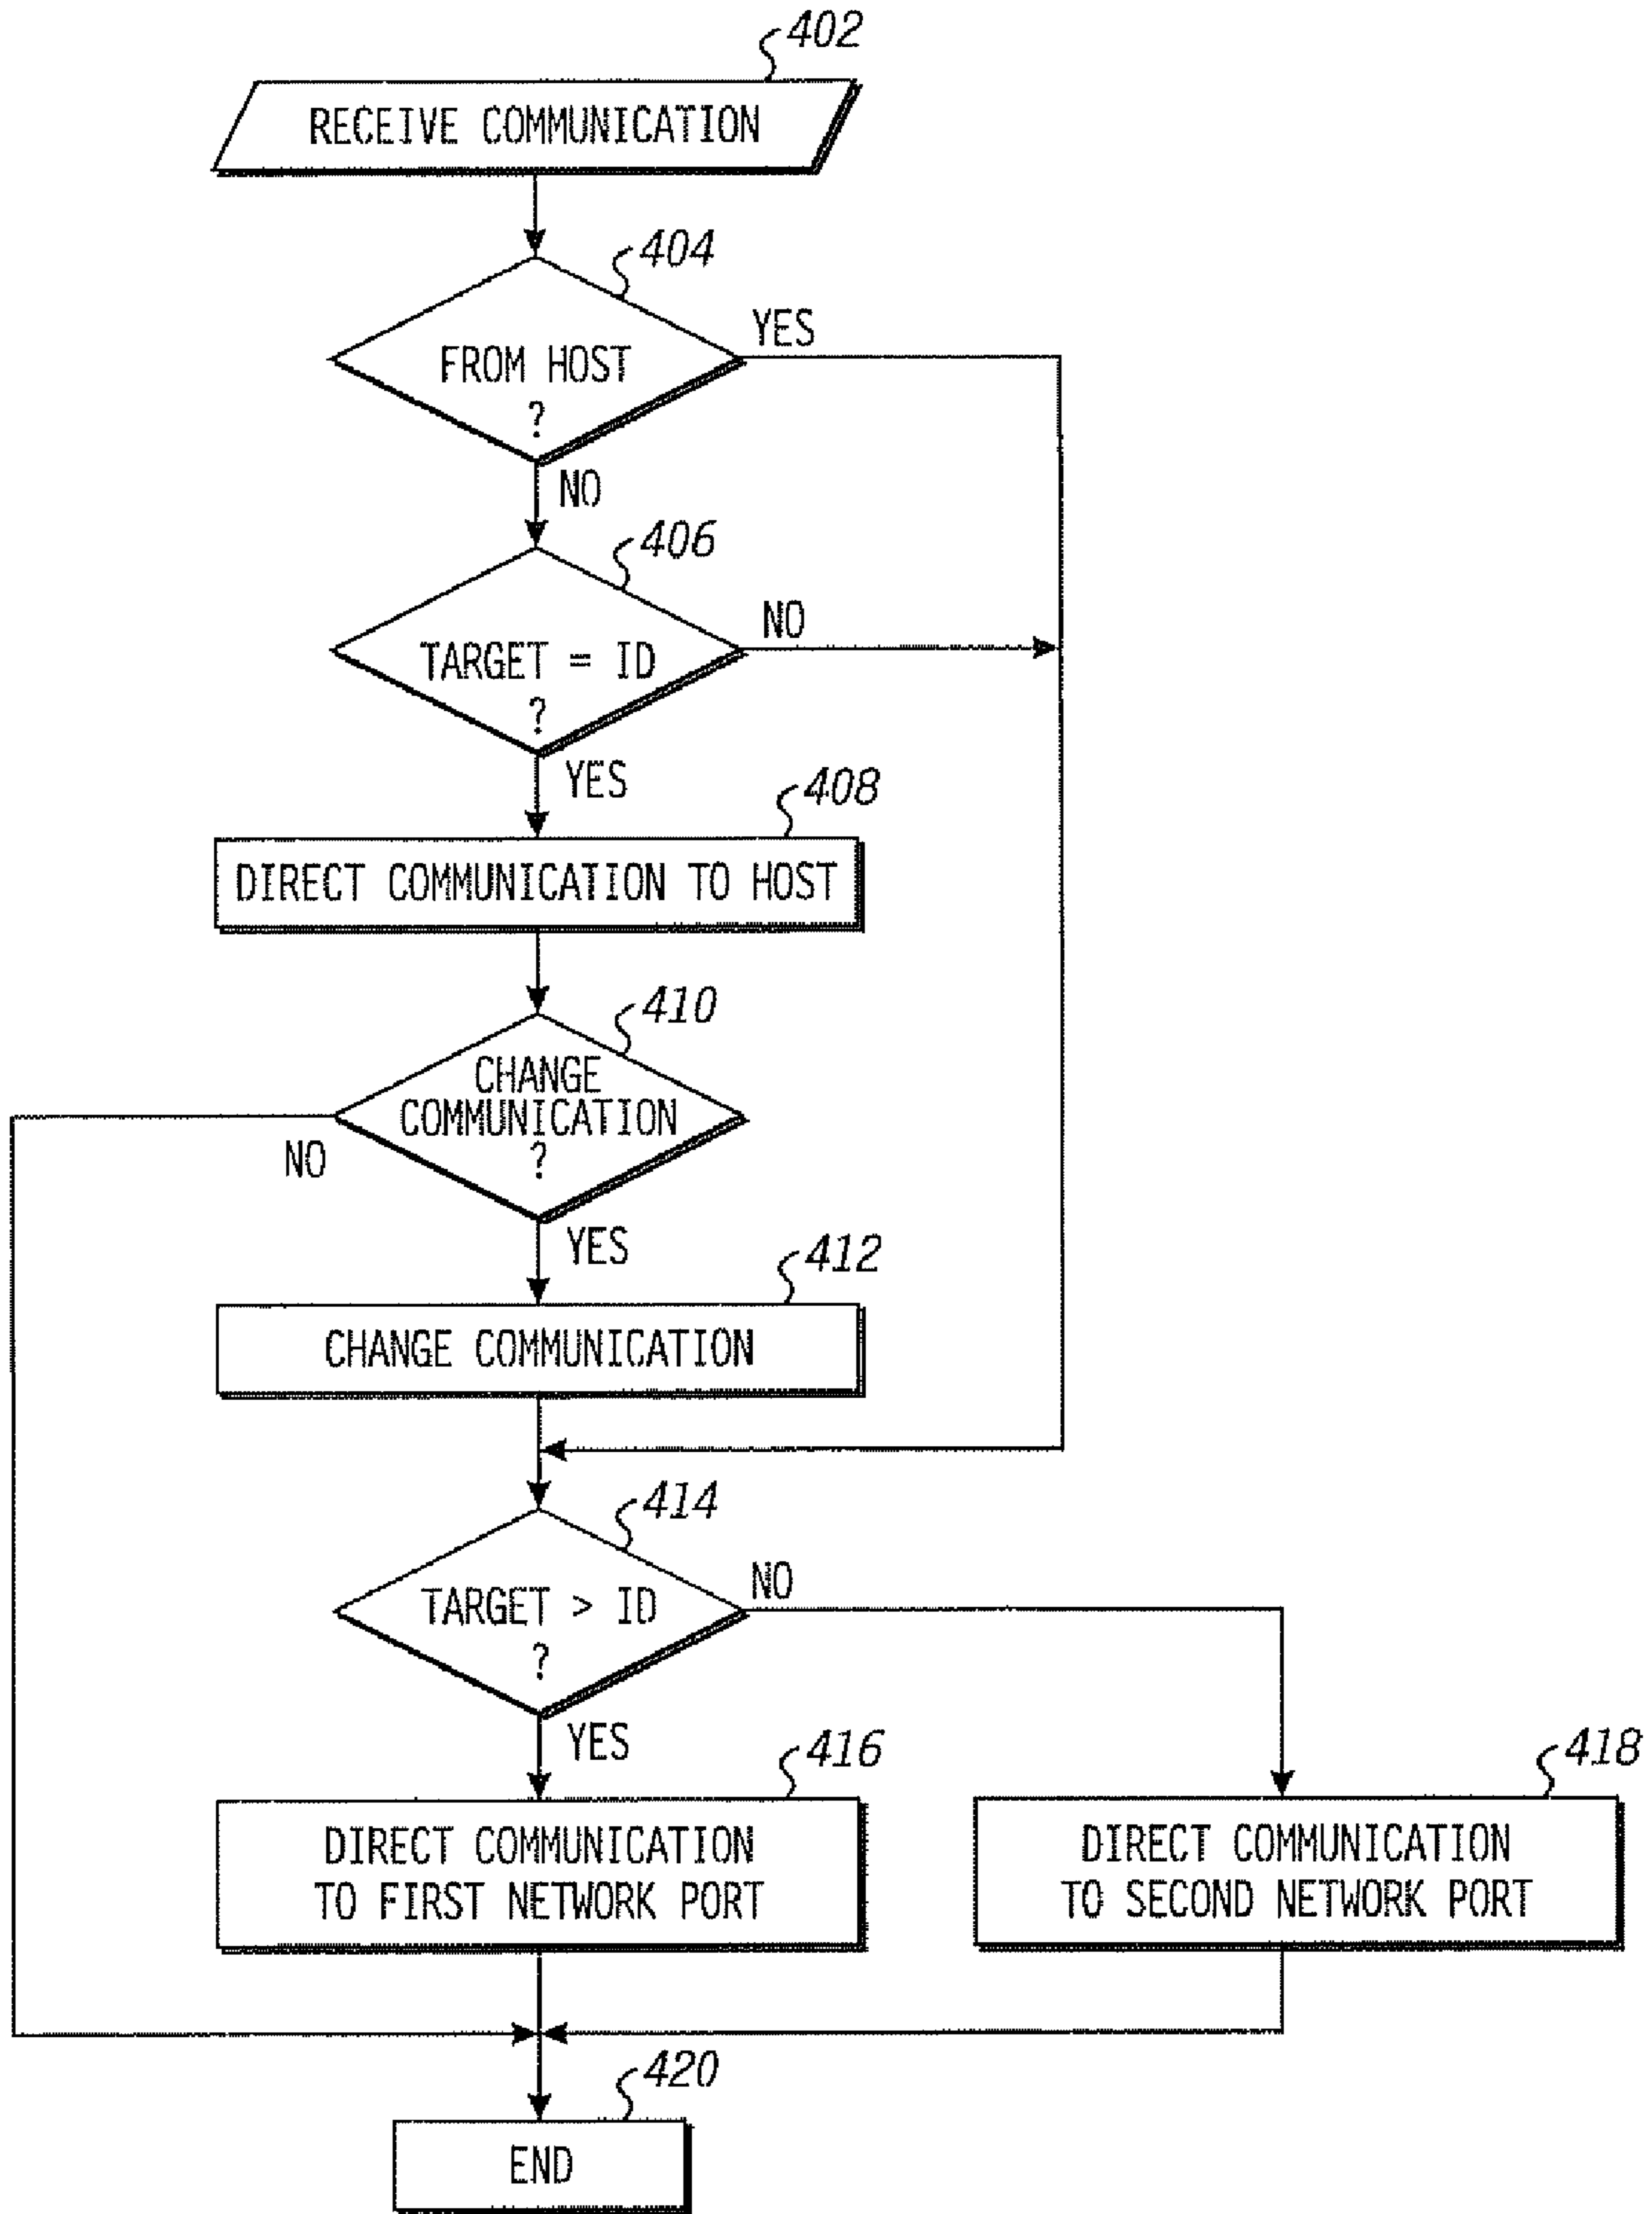 402
RECEIVE COMMUNICATION
404
YES
FROM HOST
?
NO
406
NO
TARGET = ID
?
YES
408
DIRECT COMMUNICATION TO HOST
410
CHANGE
COMMUNICATION
?
NO
YES
412
CHANGE COMMUNICATION
414
NO
TARGET > ID
?
YES
416
418
DIRECT COMMUNICATION
TO FIRST NETWORK PORT
DIRECT COMMUNICATION
TO SECOND NETWORK PORT
420
END